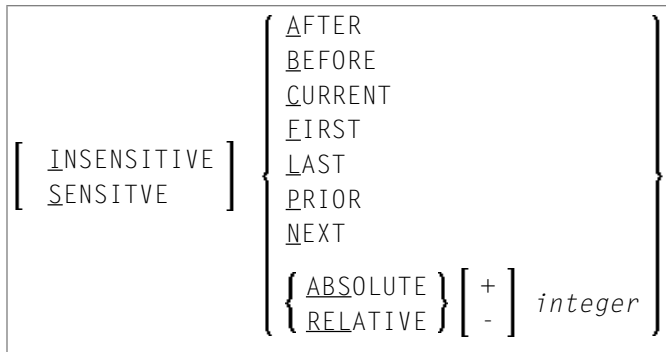 AFTER
BEFORE
CURRENT
FIRST
INSENSITIVE LAST
SENSITVE PRIOR
NEXT
ABSOLUTE +
RELATIVE - integer